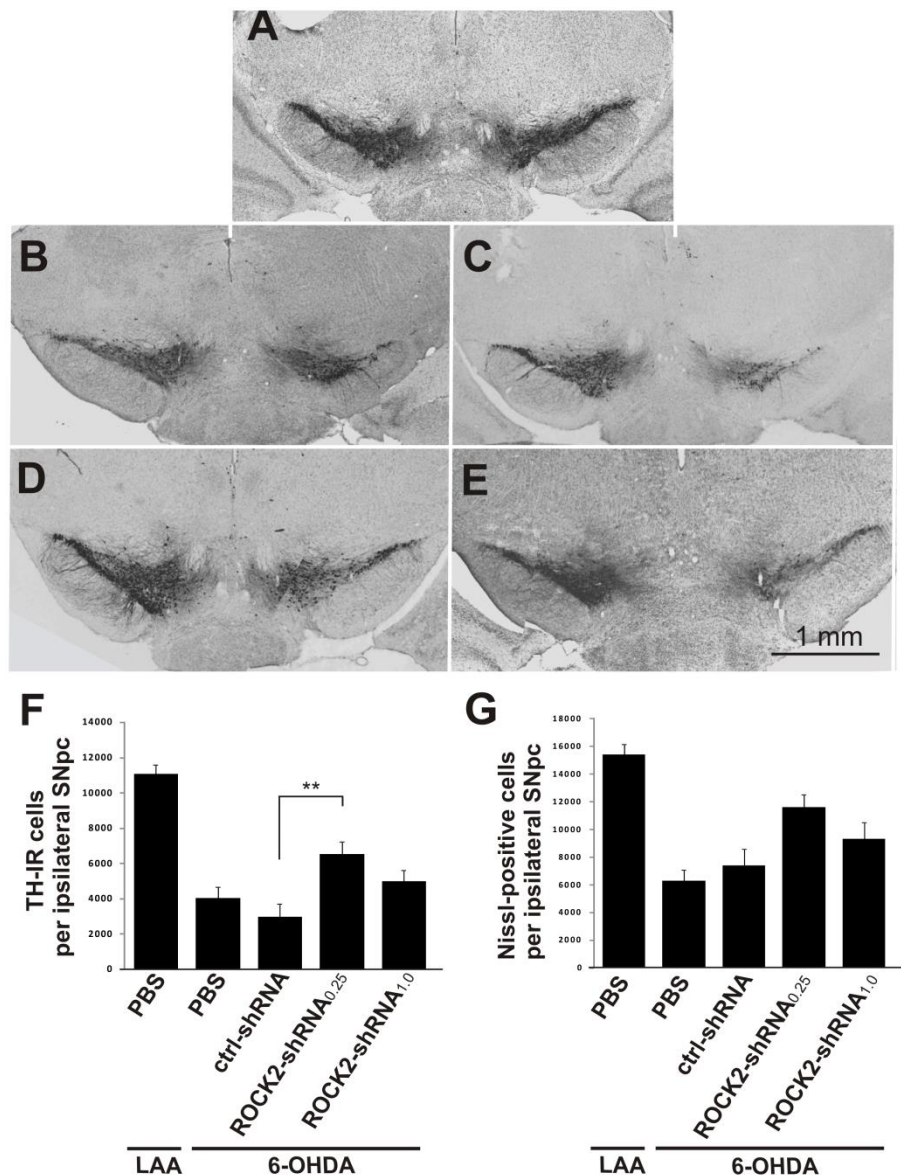 A
B
C
D
E
1 mm
F
TH-IR cells
per ipsilateral SNpc
14000
12000
10000
8000
6000
4000
2000
0
**
PBS
PBS
ctrl-shRNA
ROCK2-shRNA0.25
ROCK2-shRNA1.0
LAA
6-OHDA
G
Nissl-positive cells
per ipsilateral SNpc
18000
16000
14000
12000
10000
8000
6000
4000
2000
0
PBS
PBS
ctrl-shRNA
ROCK2-shRNA0.25
ROCK2-shRNA1.0
LAA
6-OHDA